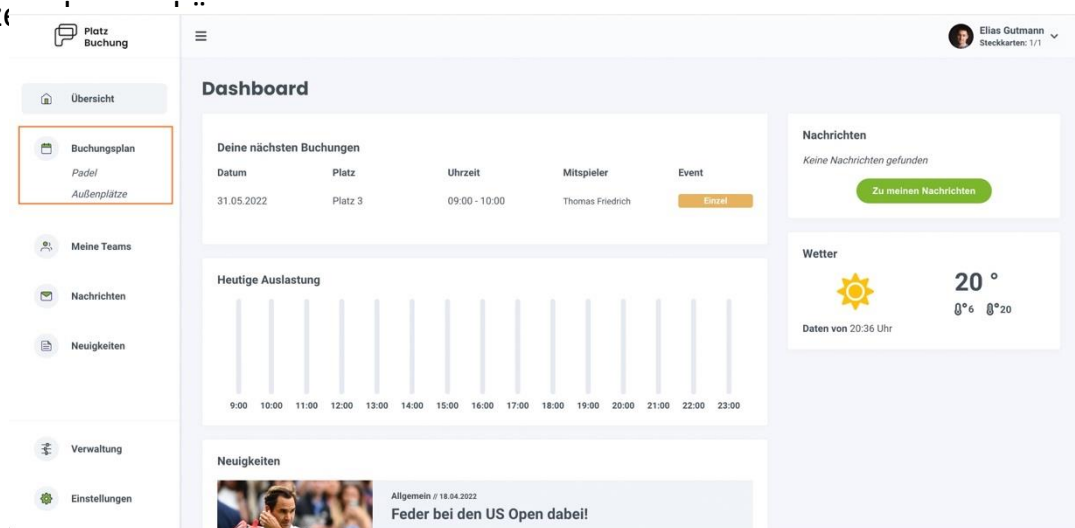 Platz
Buchung
Elias Gutmann
Steckkarten: 1/1
Übersicht
Buchungsplan
Padel
Außenplätze
Meine Teams
Nachrichten
Neuigkeiten
Verwaltung
Einstellungen
Dashboard
Deine nächsten Buchungen
Datum Platz Uhrzeit Mitspieler Event
31.05.2022 Platz 3 09:00 - 10:00 Thomas Friedrich Einzel
Heutige Auslastung
9:00 10:00 11:00 12:00 13:00 14:00 15:00 16:00 17:00 18:00 19:00 20:00 21:00 22:00 23:00
Neuigkeiten
Allgemein // 18.04.2022
Feder bei den US Open dabei!
Nachrichten
Keine Nachrichten gefunden
Zu meinen Nachrichten
Wetter
20 °
°6 °20
Daten von 20:36 Uhr